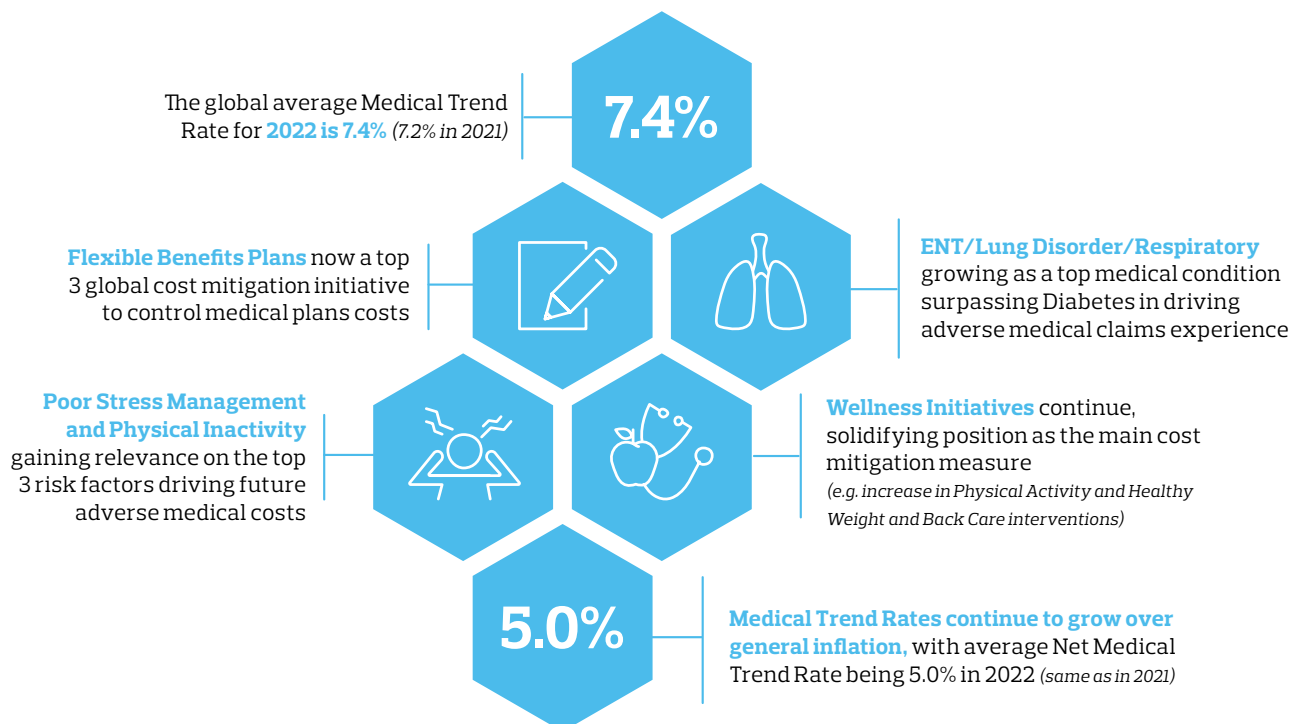 7.4%
The global average Medical Trend
Rate for 2022 is 7.4% (7.2% in 2021)
Flexible Benefits Plans now a top
3 global cost mitigation initiative
to control medical plans costs
ENT/Lung Disorder/Respiratory
growing as a top medical condition
surpassing Diabetes in driving
adverse medical claims experience
Poor Stress Management
and Physical Inactivity
gaining relevance on the top
3 risk factors driving future
adverse medical costs
Wellness Initiatives continue,
solidifying position as the main cost
mitigation measure
(e.g. increase in Physical Activity and Healthy
Weight and Back Care interventions)
5.0%
Medical Trend Rates continue to grow over
general inflation, with average Net Medical
Trend Rate being 5.0% in 2022 (same as in 2021)